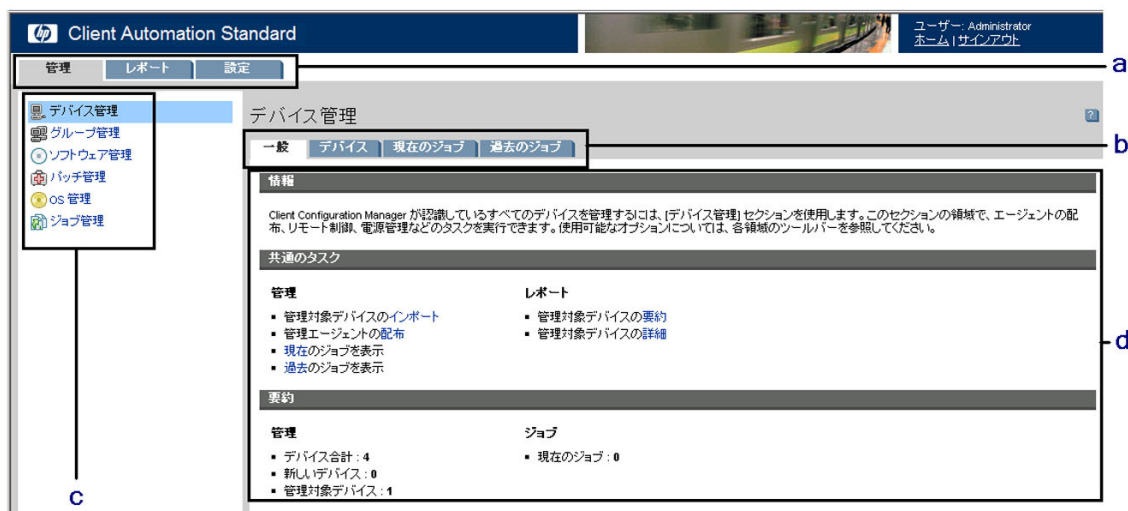 hp Client Automation Standard
ユーザー: Administrator
ホーム | サインアウト
管理 レポート 設定
a
デバイス管理
グループ管理
ソフトウェア管理
パッチ管理
OS 管理
ジョブ管理
c
デバイス管理
?
一般 デバイス 現在のジョブ 過去のジョブ
b
情報
Client Configuration Manager が認識しているすべてのデバイスを管理するには、[デバイス管理] セクションを使用します。このセクションの領域で、エージェントの配
布、リモート制御、電源管理などのタスクを実行できます。使用可能なオプションについては、各領域のツールバーを参照してください。
共通のタスク
管理
▪ 管理対象デバイスのインポート
▪ 管理エージェントの配布
▪ 現在のジョブを表示
▪ 過去のジョブを表示
レポート
▪ 管理対象デバイスの要約
▪ 管理対象デバイスの詳細
d
要約
管理
▪ デバイス合計 : 4
▪ 新しいデバイス : 0
▪ 管理対象デバイス : 1
ジョブ
▪ 現在のジョブ : 0